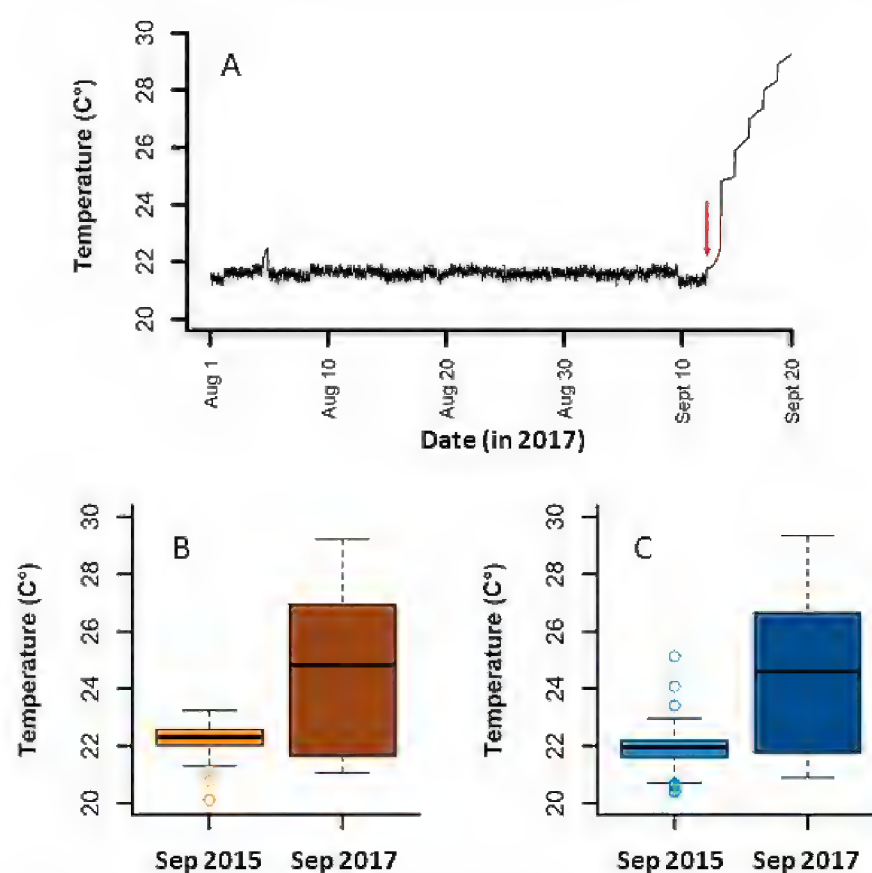 A
Temperature (C°)
30
28
26
24
22
20
Aug 1
Aug 10
Aug 20
Aug 30
Sept 10
Sept 20
Date (in 2017)
B
Temperature (C°)
30
28
26
24
22
20
Sep 2015
Sep 2017
C
Temperature (C°)
30
28
26
24
22
20
Sep 2015
Sep 2017